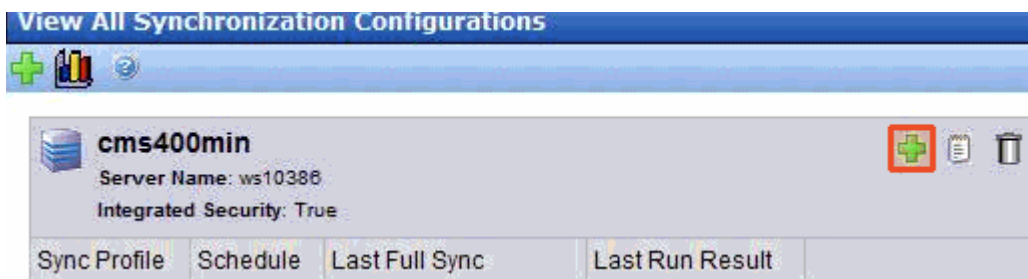 View All Synchronization Configurations
cms400min
Server Name: ws10386
Integrated Security: True
Sync Profile Schedule Last Full Sync Last Run Result